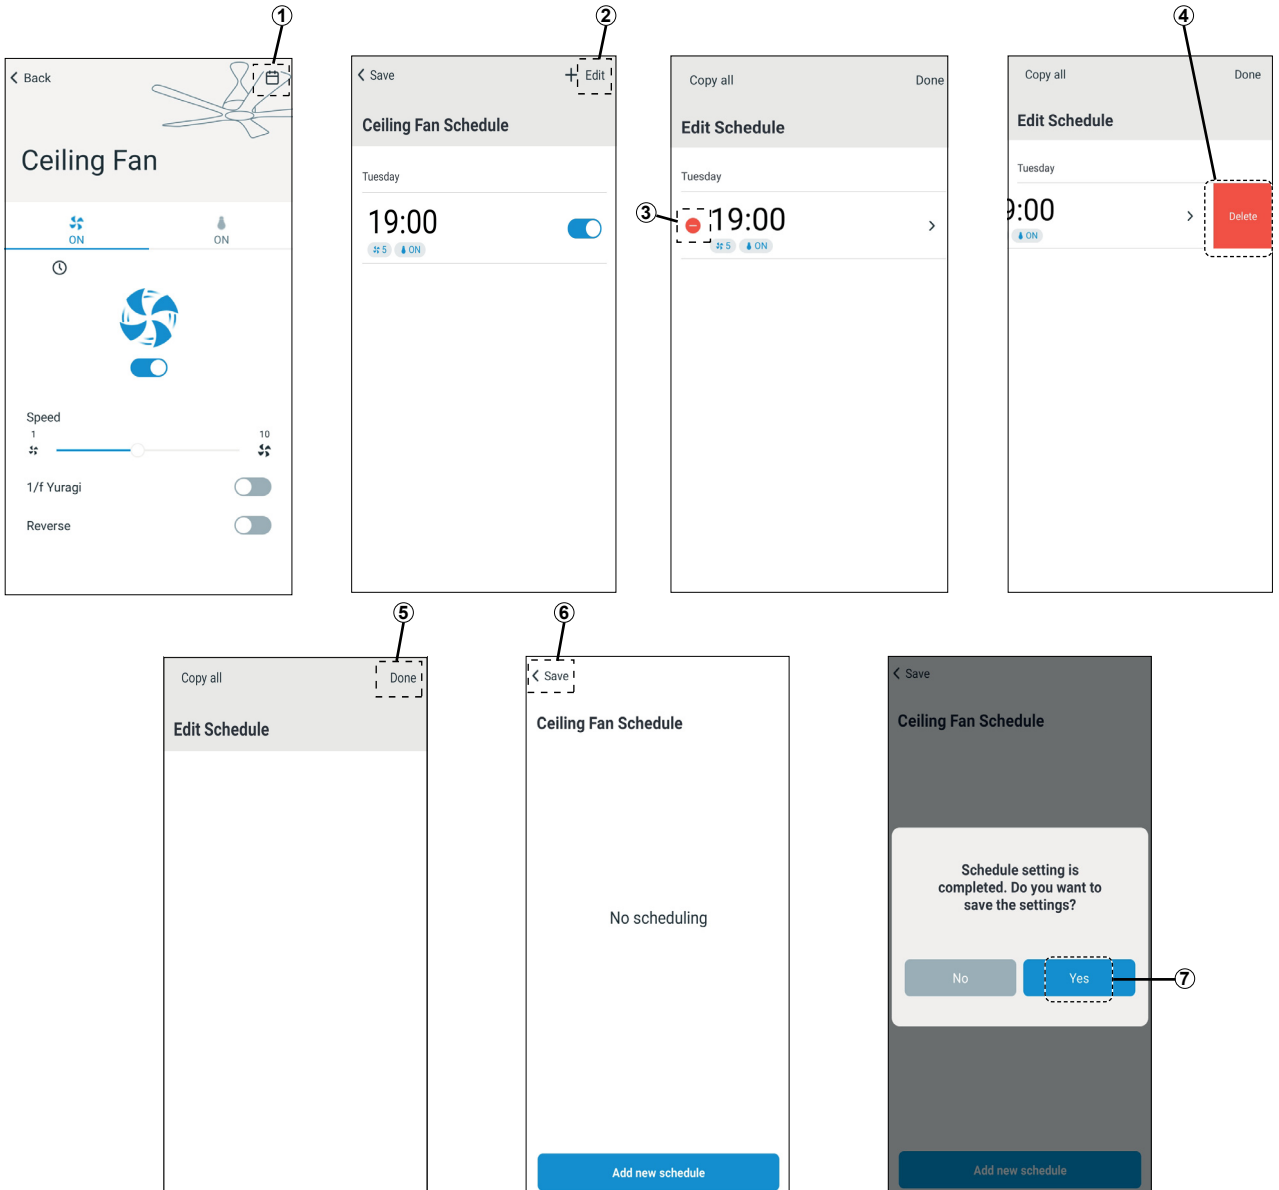 1
2
4
Back
Ceiling Fan
ON
ON
Speed
1
10
1/f Yuragi
Reverse
Save
+ Edit
Ceiling Fan Schedule
Tuesday
19:00
5 ON
3
Copy all Done
Edit Schedule
Tuesday
19:00
5 ON
Copy all Done
Edit Schedule
Tuesday
9:00
ON
Delete
5
6
Copy all Done
Edit Schedule
Save
Ceiling Fan Schedule
No scheduling
Add new schedule
Save
Ceiling Fan Schedule
Schedule setting is
completed. Do you want to
save the settings?
No
Yes
7
Add new schedule